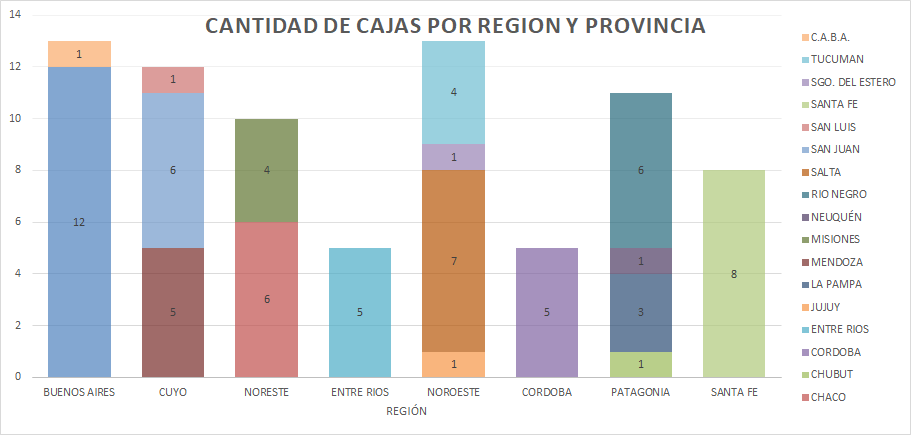 CANTIDAD DE CAJAS POR REGION Y PROVINCIA
14
12
10
8
6
4
2
0
12
1
5
6
1
6
4
5
1
7
1
4
5
1
3
1
6
8
BUENOS AIRES
CUYO
NORESTE
ENTRE RIOS
NOROESTE
CORDOBA
PATAGONIA
SANTA FE
REGIÓN
C.A.B.A.
TUCUMAN
SGO. DEL ESTERO
SANTA FE
SAN LUIS
SAN JUAN
SALTA
RIO NEGRO
NEUQUÉN
MISIONES
MENDOZA
LA PAMPA
JUJUY
ENTRE RIOS
CORDOBA
CHUBUT
CHACO